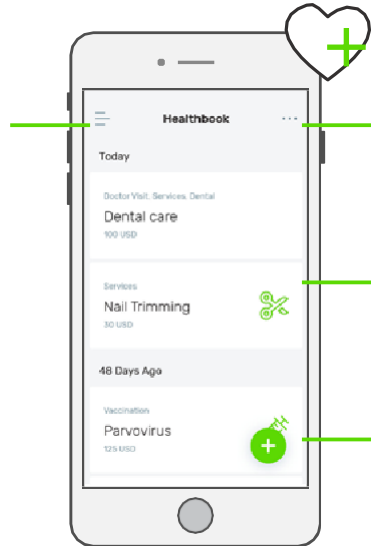 Healthbook
Today
Doctor Visit, Services, Dental
Dental care
100 USD
Services
Nail Trimming
30 USD
48 Days Ago
Vaccination
Parvovirus
125 USD